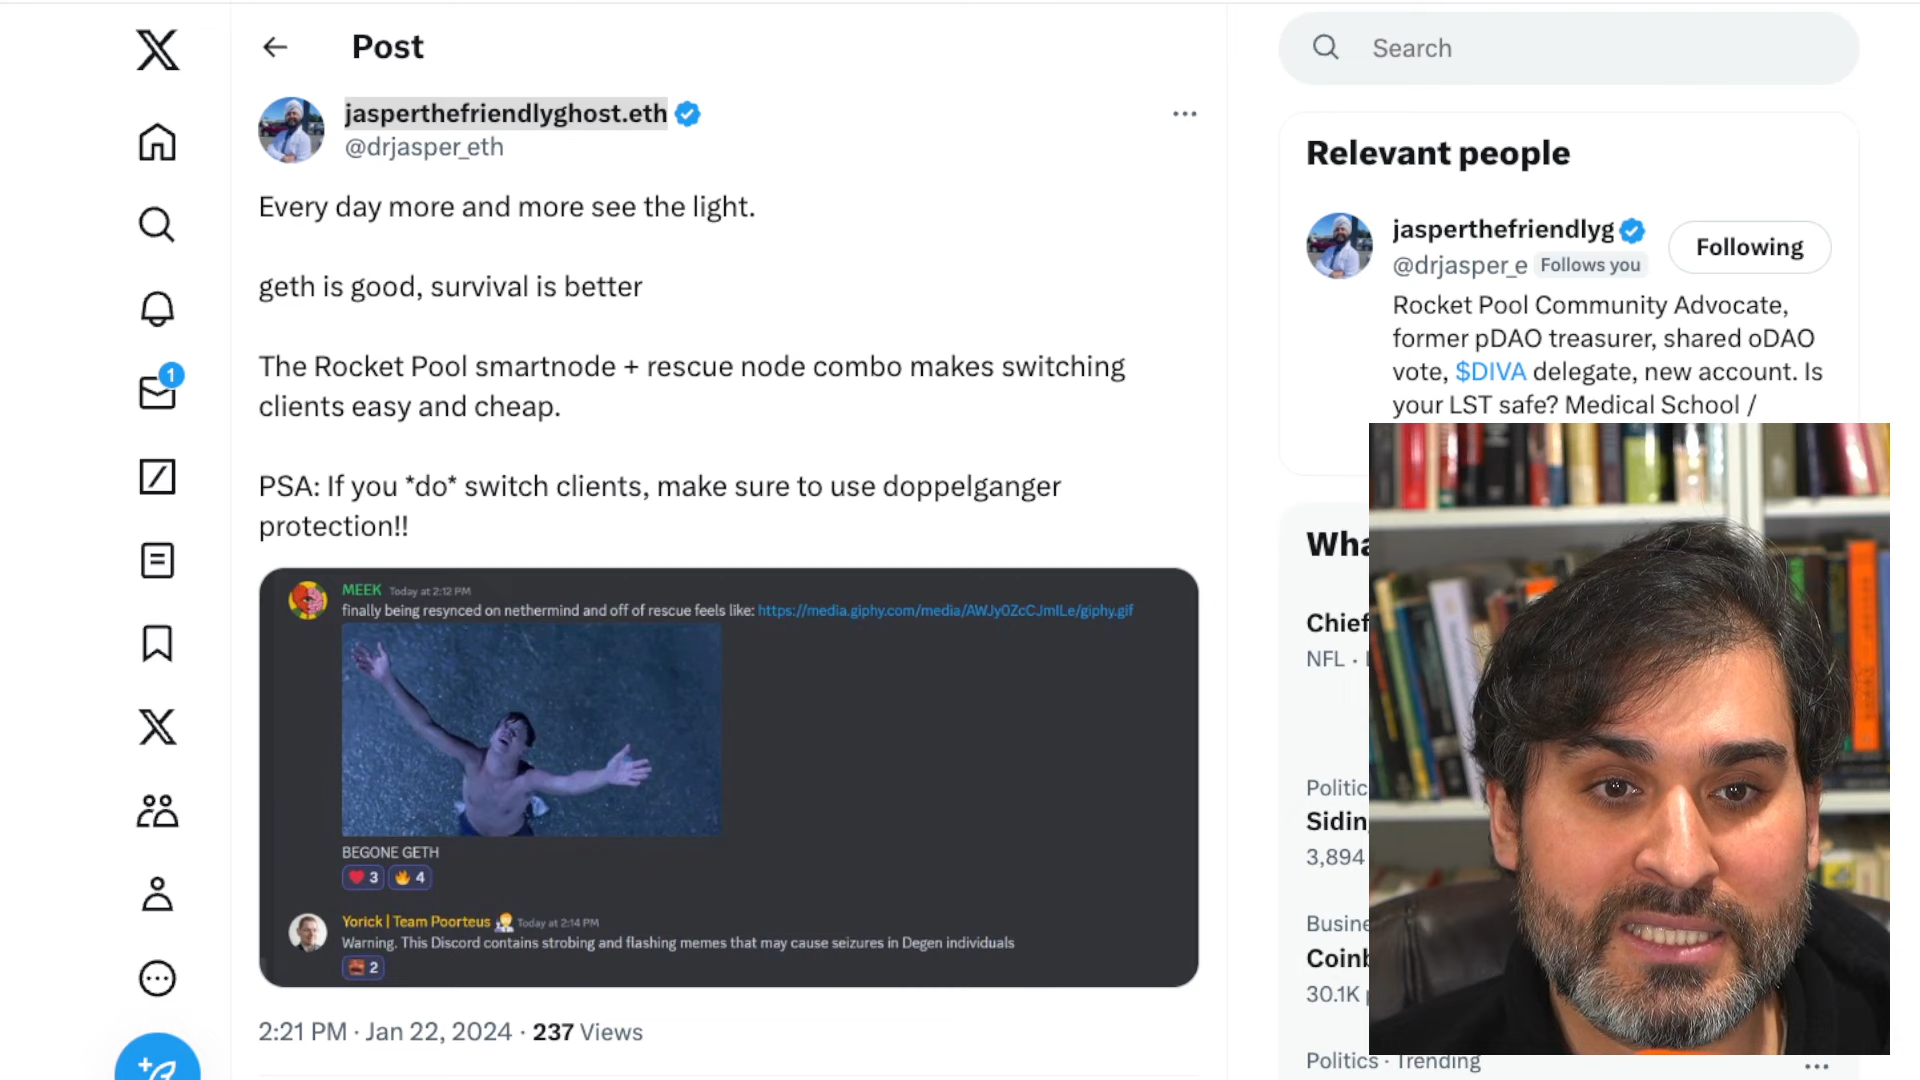 Post
Search
jasperthefriendlyghost.eth
@drjasper_eth
Every day more and more see the light.
geth is good, survival is better
The Rocket Pool smartnode + rescue node combo makes switching
clients easy and cheap.
PSA: If you *do* switch clients, make sure to use doppelganger
protection!!
MEEK Today at 2:12 PM
finally being resynced on nethermind and off of rescue feels like: https://media.giphy.com/media/AWJy0ZcCJmILe/giphy.gif
BEGONE GETH
3 4
Yorick | Team Poorteus Today at 2:14 PM
Warning. This Discord contains strobing and flashing memes that may cause seizures in Degen individuals
2
2:21 PM · Jan 22, 2024 · 237 Views
1
Relevant people
jasperthefriendlyg
@drjasper_e Follows you
Following
Rocket Pool Community Advocate,
former pDAO treasurer, shared oDAO
vote, $DIVA delegate, new account. Is
your LST safe? Medical School /
Wha
Chief
NFL ·
Politic
Sidin
3,894
Busine
Coinb
30.1K
Politics · Trending